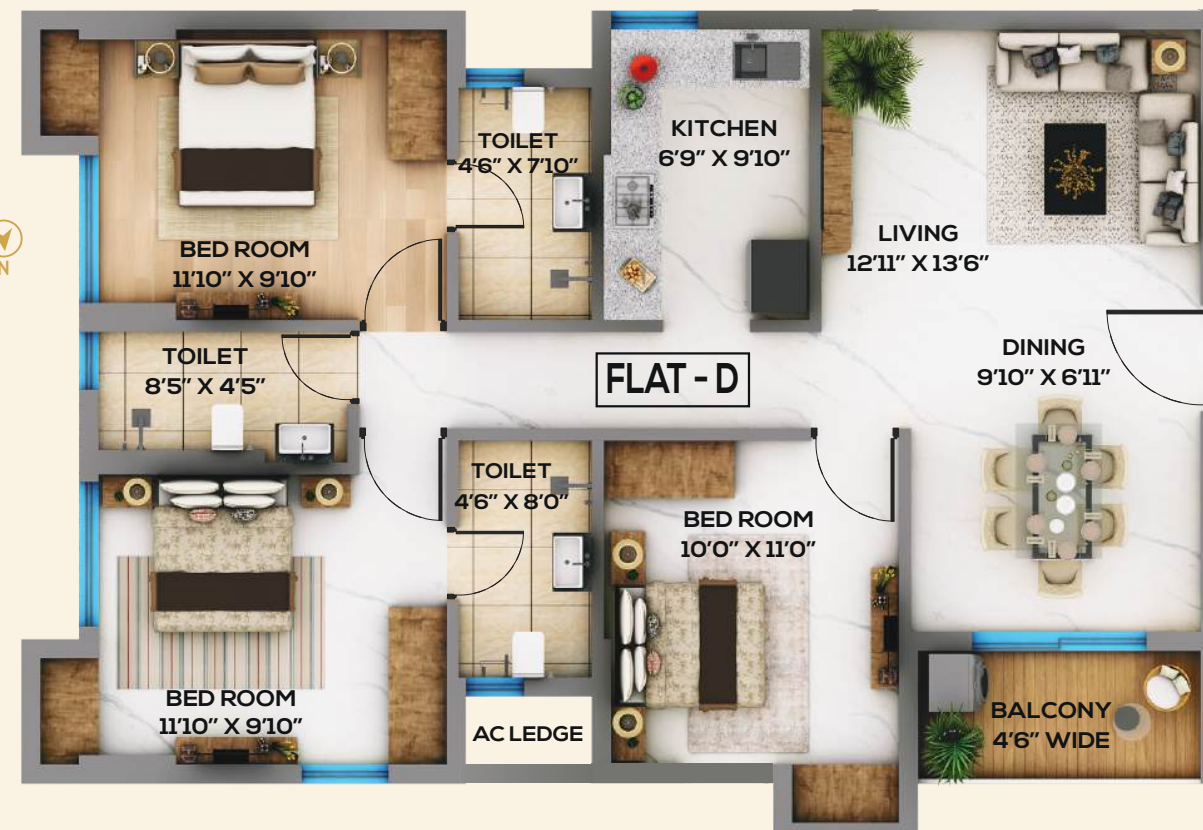 TOILET
4'6" X 7'10"
KITCHEN
6'9" X 9'10"
BED ROOM
11'10" X 9'10"
LIVING
12'11" X 13'6"
N
TOILET
8'5" X 4'5"
FLAT - D
DINING
9'10" X 6'11"
TOILET
4'6" X 8'0"
BED ROOM
10'0" X 11'0"
BED ROOM
11'10" X 9'10"
AC LEDGE
BALCONY
4'6" WIDE